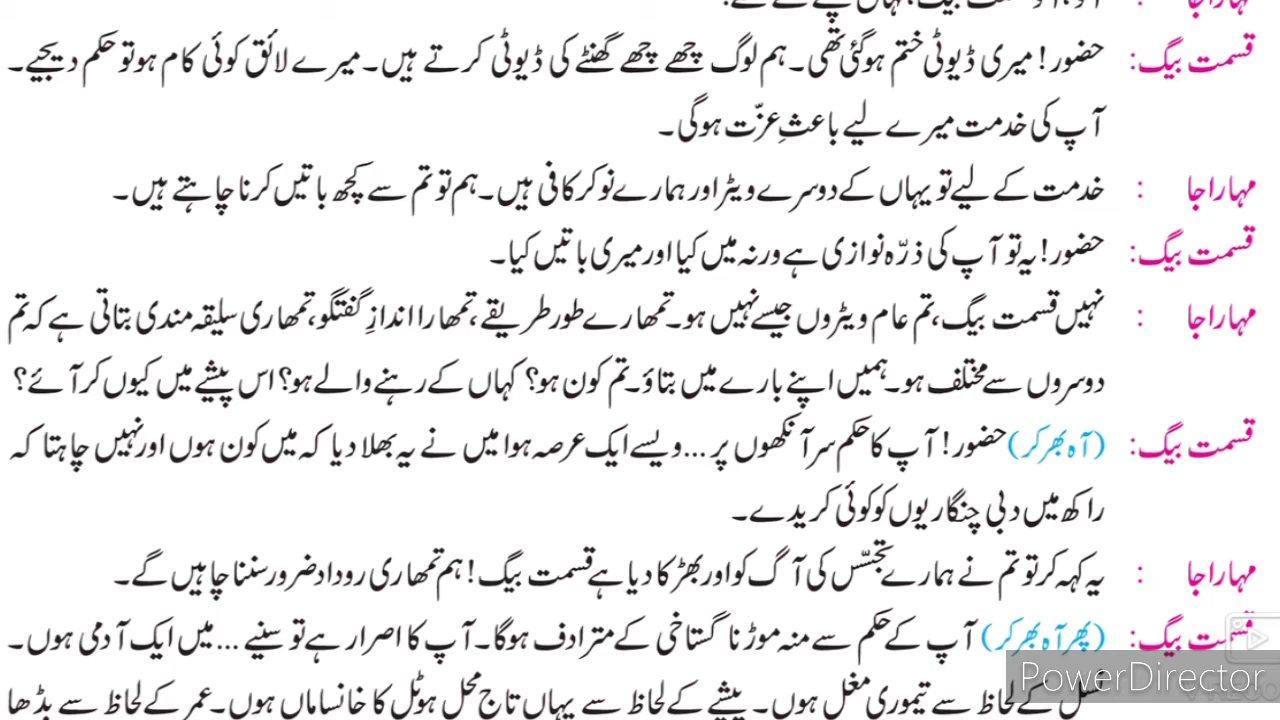 مہاراجا :
قسمت بیگ: حضور! میری ڈیوٹی ختم ہوگئی تھی۔ ہم لوگ چھے چھے گھنٹے کی ڈیوٹی کرتے ہیں۔ میرے لائق کوئی کام ہو تو حکم دیجیے۔
آپ کی خدمت میرے لیے باعثِ عزّت ہوگی۔
مہاراجا : خدمت کے لیے تو یہاں کے دوسرے ویٹر اور ہمارے نوکر کافی ہیں۔ ہم تو تم سے کچھ باتیں کرنا چاہتے ہیں۔
قسمت بیگ: حضور! یہ تو آپ کی ذرّہ نوازی ہے ورنہ میں کیا اور میری باتیں کیا۔
مہاراجا : نہیں قسمت بیگ، تم عام ویٹروں جیسے نہیں ہو۔ تمھارے طور طریقے، تمھارا اندازِ گفتگو، تمھاری سلیقہ مندی بتاتی ہے کہ تم
دوسروں سے مختلف ہو۔ ہمیں اپنے بارے میں بتاؤ۔ تم کون ہو؟ کہاں کے رہنے والے ہو؟ اس پیشے میں کیوں کر آئے؟
قسمت بیگ: (آہ بھر کر) حضور! آپ کا حکم سر آنکھوں پر ... ویسے ایک عرصہ ہوا میں نے یہ بھلا دیا کہ میں کون ہوں اور نہیں چاہتا کہ
راکھ میں دبی چنگاریوں کو کوئی کریدے۔
مہاراجا : یہ کہہ کر تو تم نے ہمارے تجسّس کی آگ کو اور بھڑکا دیا ہے قسمت بیگ! ہم تمھاری روداد ضرور سننا چاہیں گے۔
قسمت بیگ: (پھر آہ بھر کر) آپ کے حکم سے منہ موڑنا گستاخی کے مترادف ہوگا۔ آپ کا اصرار ہے تو سنیے ... میں ایک آدمی ہوں۔
نسل کے لحاظ سے تیموری مغل ہوں۔ پیشے کے لحاظ سے یہاں تاج محل ہوٹل کا خانساماں ہوں۔ عمر کے لحاظ سے بڈھا
PowerDirector